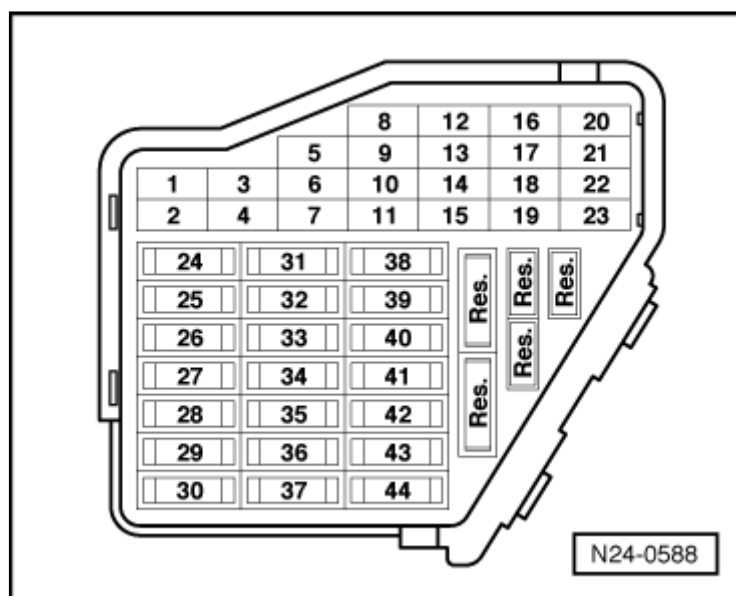 8 12 16 20
5 9 13 17 21
1 3 6 10 14 18 22
2 4 7 11 15 19 23
24 31 38
25 32 39
26 33 40
27 34 41
28 35 42
29 36 43
30 37 44
Res. Res. Res.
Res. Res.
N24-0588